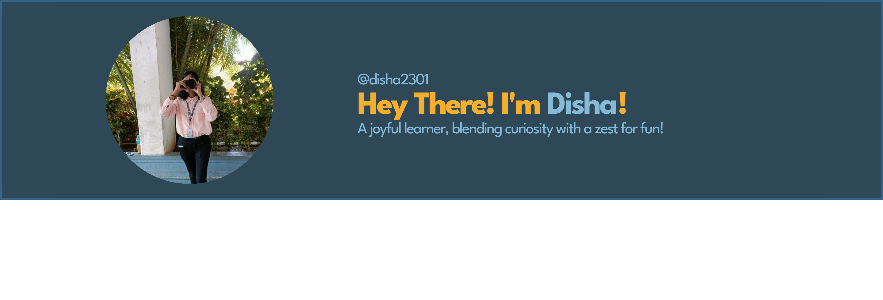 @disha2301
Hey There! I'm Disha!
A joyful learner, blending curiosity with a zest for fun!